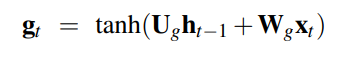 g_t = tanh(U_g h_{t−1} + W_g x_t)